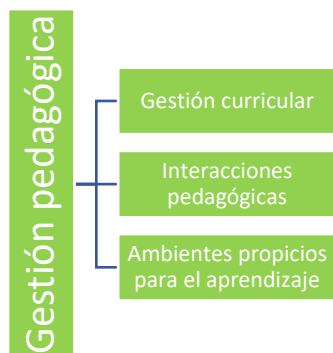 Gestión pedagógica
Gestión curricular
Interacciones
pedagógicas
Ambientes propicios
para el aprendizaje